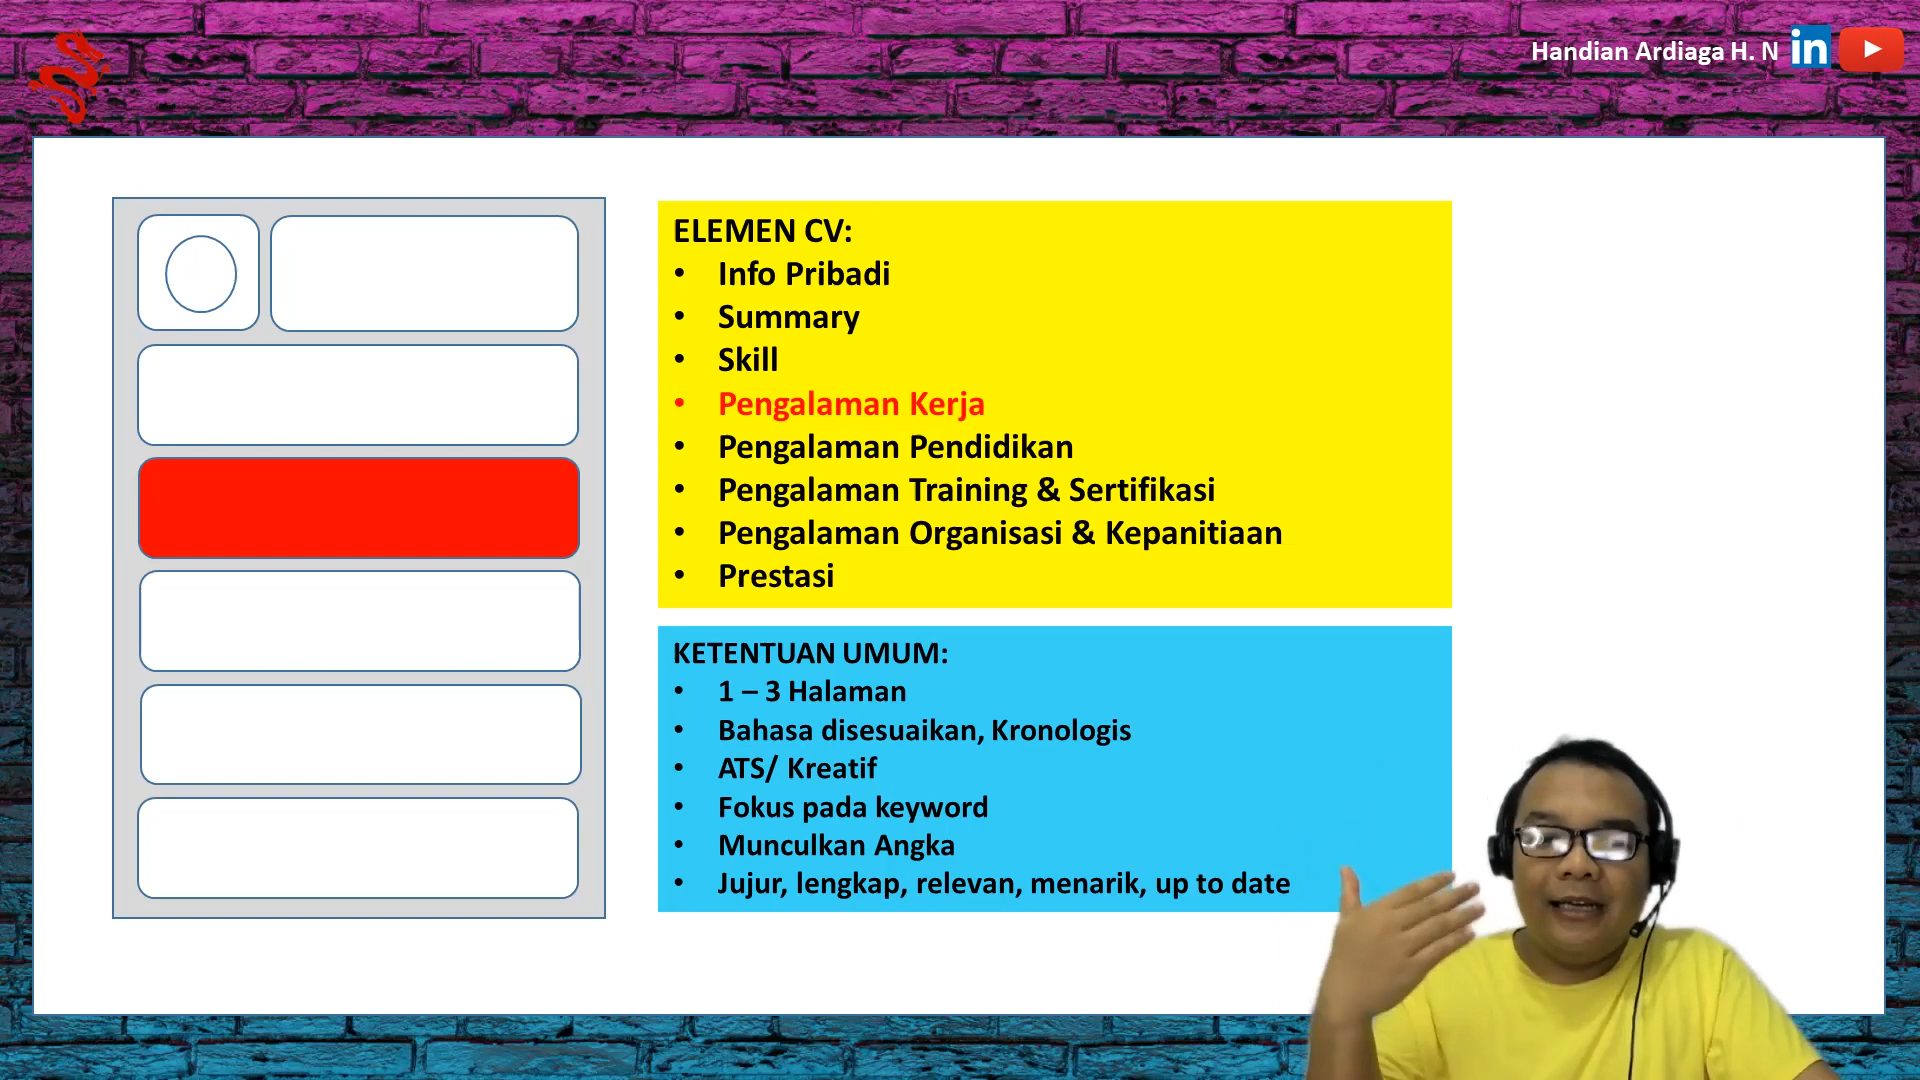 Handian Ardiaga H. N
in
ELEMEN CV:
• Info Pribadi
• Summary
• Skill
• Pengalaman Kerja
• Pengalaman Pendidikan
• Pengalaman Training & Sertifikasi
• Pengalaman Organisasi & Kepanitiaan
• Prestasi
KETENTUAN UMUM:
• 1 – 3 Halaman
• Bahasa disesuaikan, Kronologis
• ATS/ Kreatif
• Fokus pada keyword
• Munculkan Angka
• Jujur, lengkap, relevan, menarik, up to date